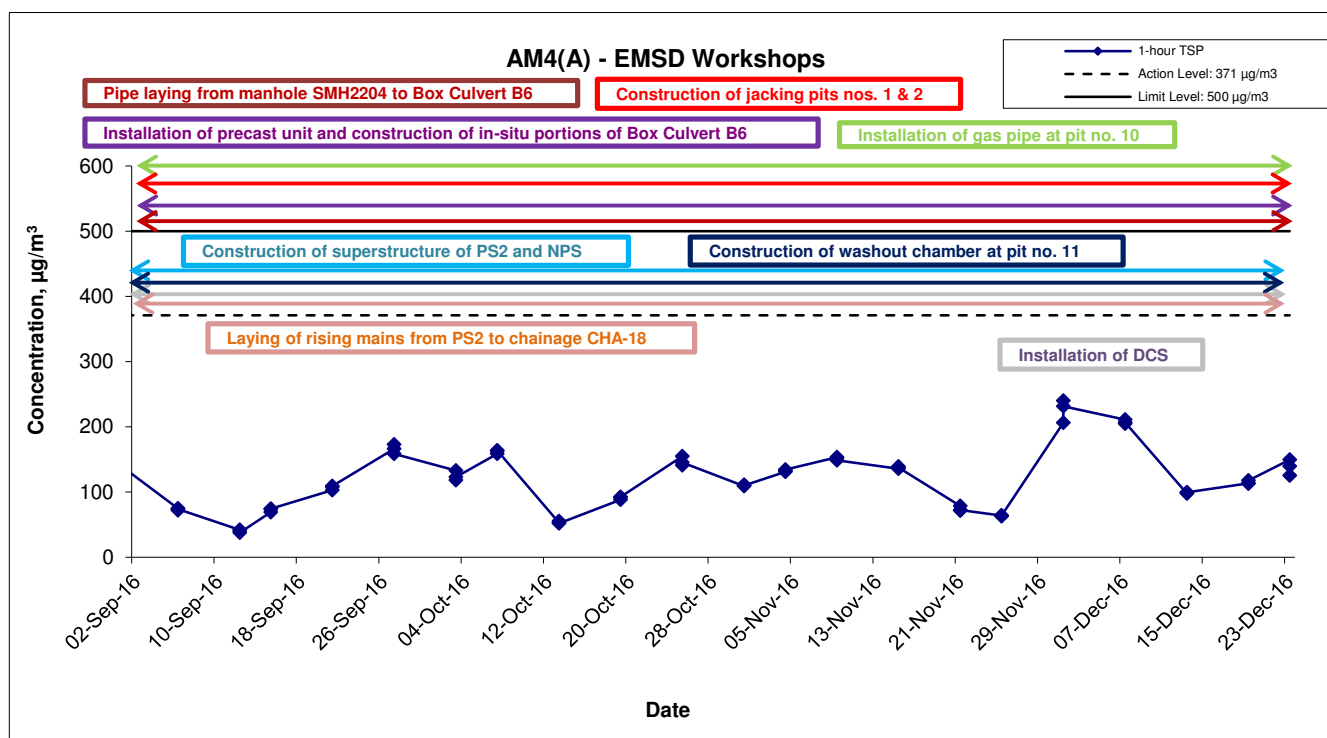 AM4(A) - EMSD Workshops
1-hour TSP
Action Level: 371 µg/m3
Limit Level: 500 µg/m3
Pipe laying from manhole SMH2204 to Box Culvert B6
Construction of jacking pits nos. 1 & 2
Installation of precast unit and construction of in-situ portions of Box Culvert B6
Installation of gas pipe at pit no. 10
Construction of superstructure of PS2 and NPS
Construction of washout chamber at pit no. 11
Laying of rising mains from PS2 to chainage CHA-18
Installation of DCS
Concentration, µg/m³
600
500
400
300
200
100
0
02-Sep-16
10-Sep-16
18-Sep-16
26-Sep-16
04-Oct-16
12-Oct-16
20-Oct-16
28-Oct-16
05-Nov-16
13-Nov-16
21-Nov-16
29-Nov-16
07-Dec-16
15-Dec-16
23-Dec-16
Date